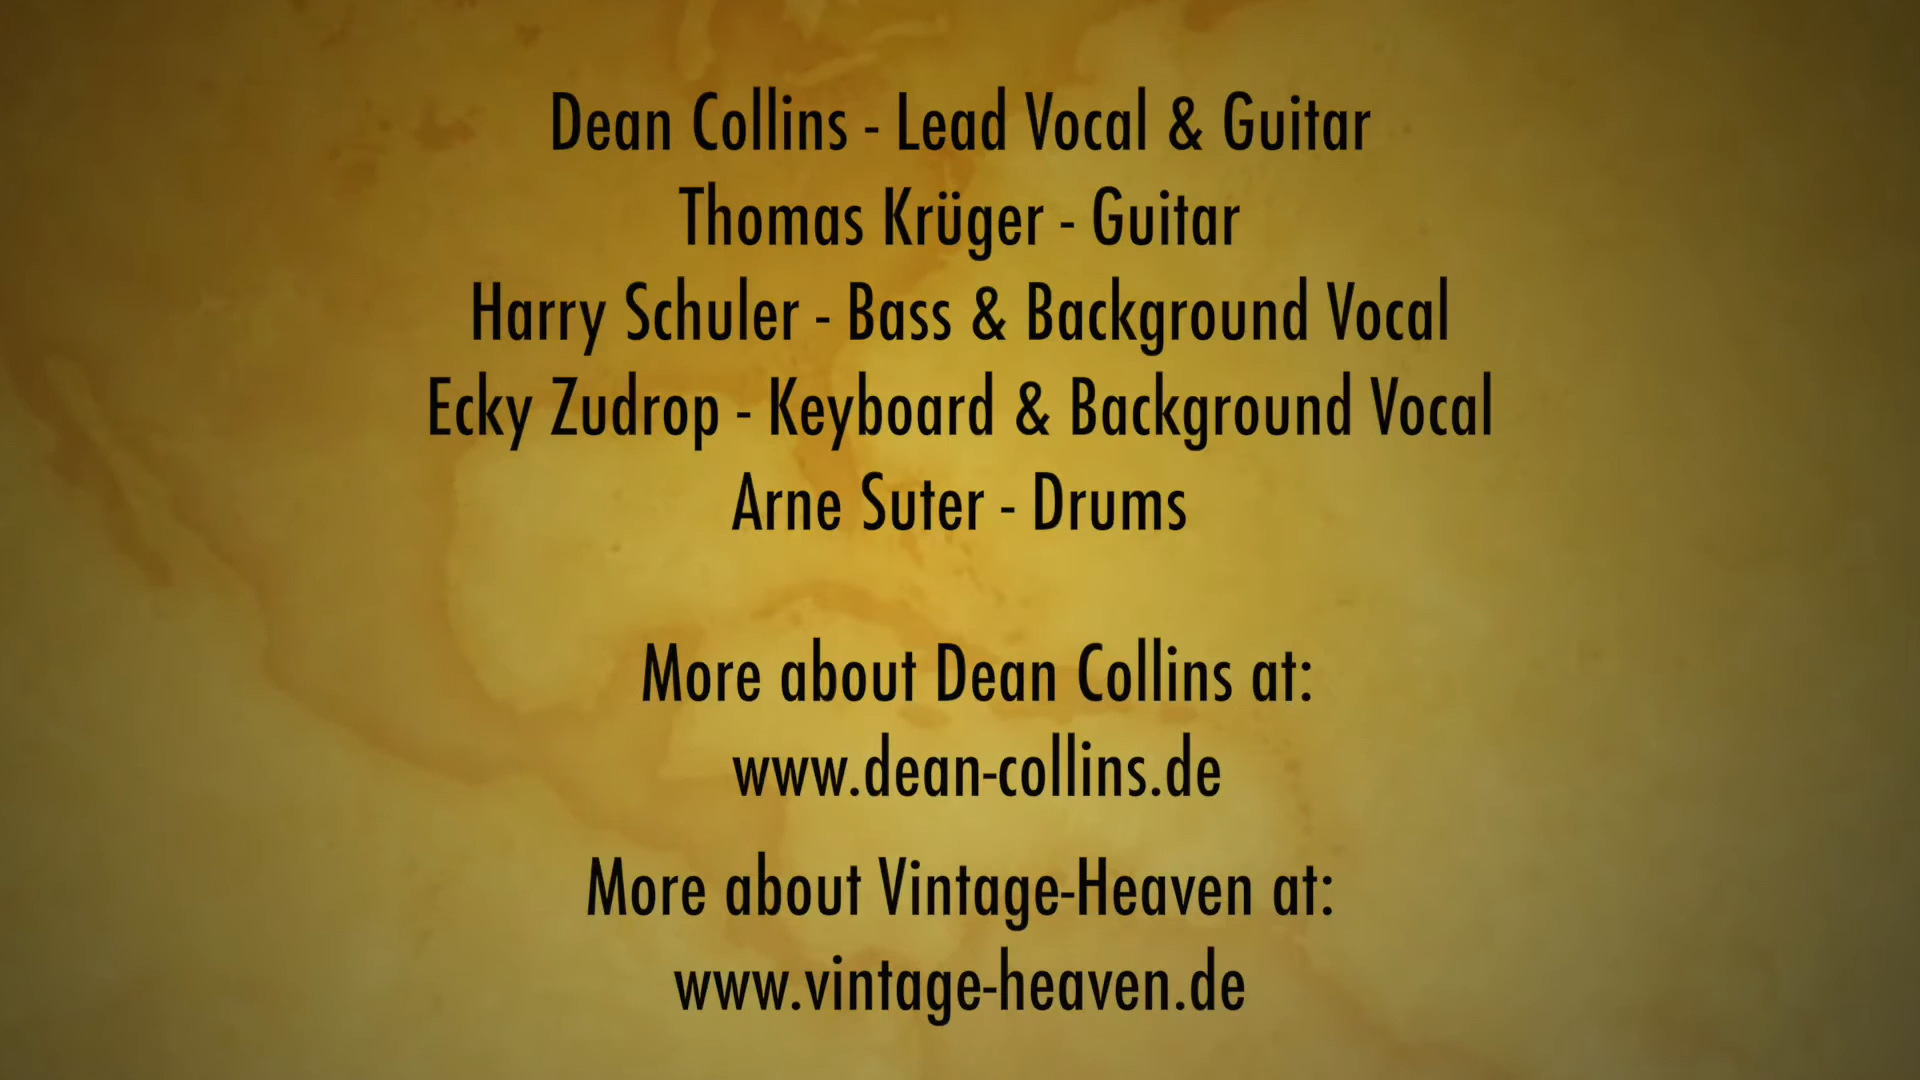 Dean Collins - Lead Vocal & Guitar
Thomas Krüger - Guitar
Harry Schuler - Bass & Background Vocal
Ecky Zudrop - Keyboard & Background Vocal
Arne Suter - Drums
More about Dean Collins at:
www.dean-collins.de
More about Vintage-Heaven at:
www.vintage-heaven.de